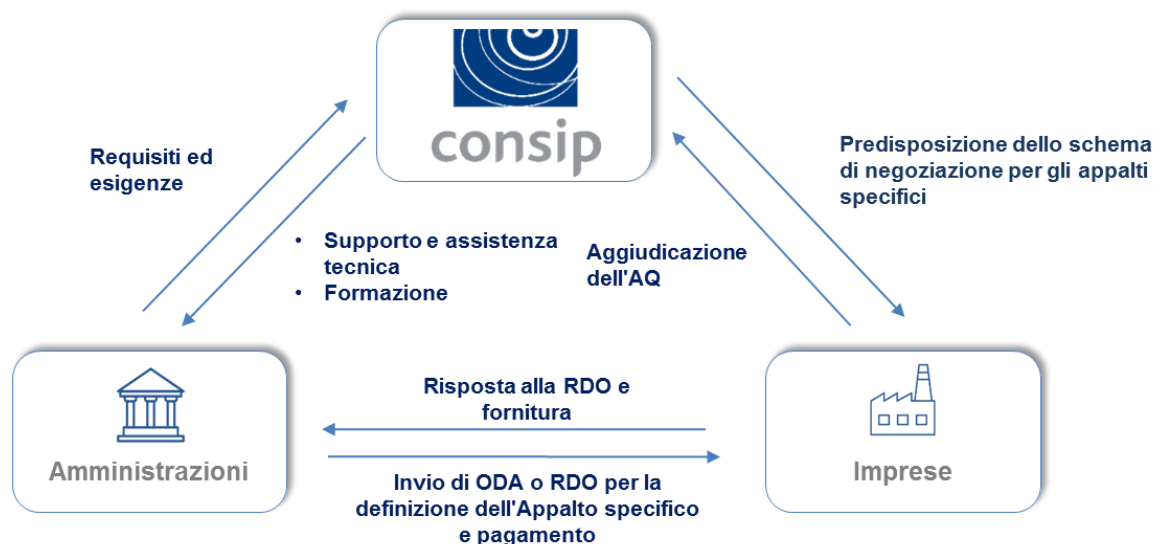 consip
Requisiti ed
esigenze
Predisposizione dello schema
di negoziazione per gli appalti
specifici
• Supporto e assistenza
tecnica
• Formazione
Aggiudicazione
dell'AQ
Amministrazioni
Risposta alla RDO e
fornitura
Invio di ODA o RDO per la
definizione dell'Appalto specifico
e pagamento
Imprese